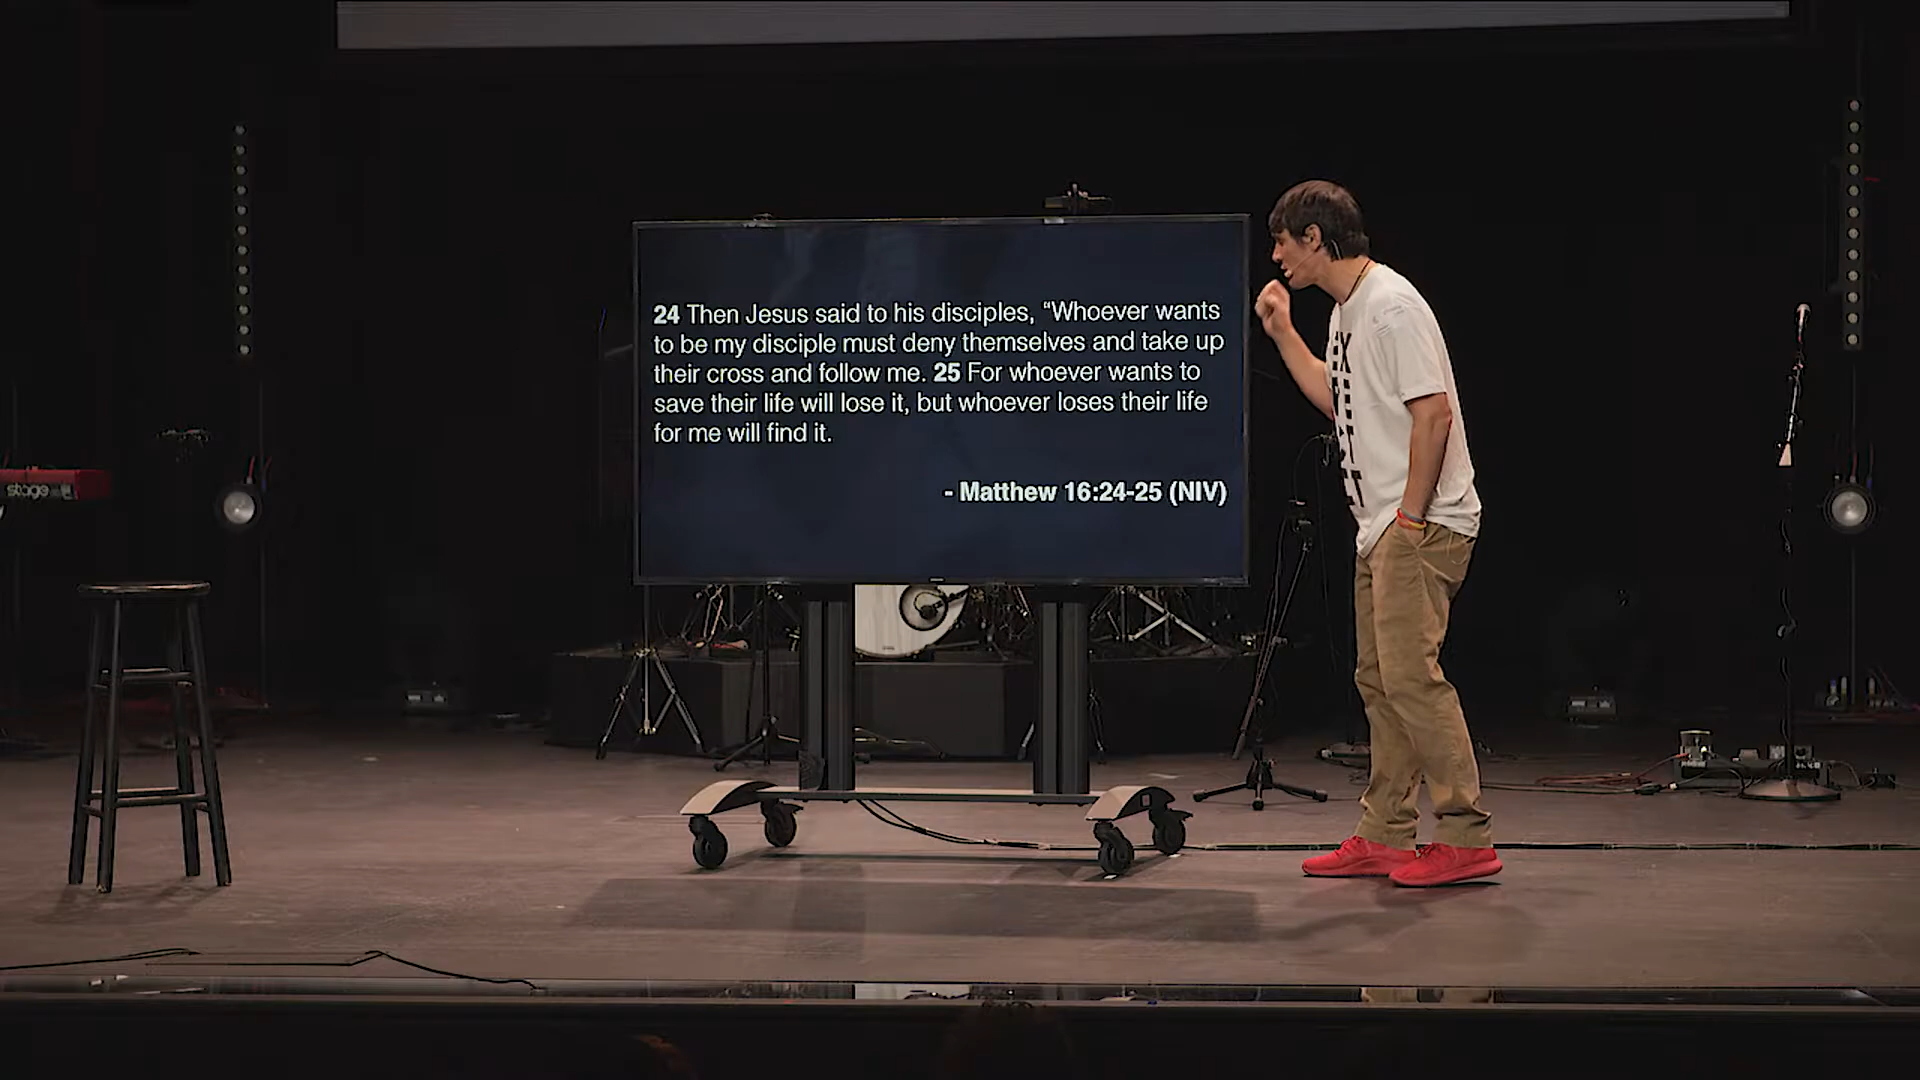 24 Then Jesus said to his disciples, “Whoever wants
to be my disciple must deny themselves and take up
their cross and follow me. 25 For whoever wants to
save their life will lose it, but whoever loses their life
for me will find it.
- Matthew 16:24-25 (NIV)
stage